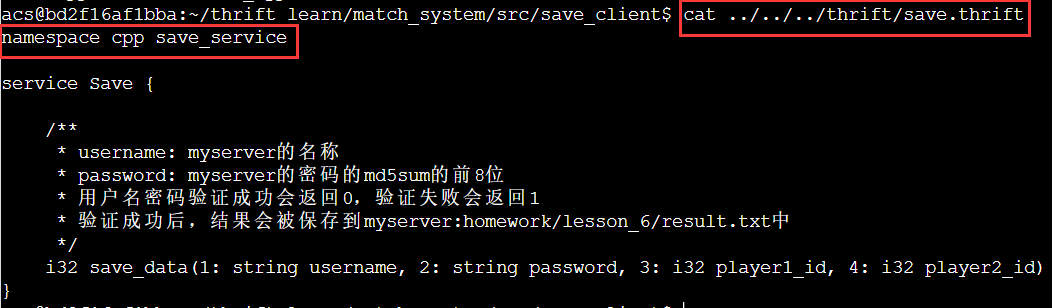 acs@bd2f16af1bba:~/thrift_learn/match_system/src/save_client$ cat ../../../thrift/save.thrift
namespace cpp save_service
service Save {
/**
* username: myserver的名称
* password: myserver的密码的md5sum的前8位
* 用户名密码验证成功会返回0，验证失败会返回1
* 验证成功后，结果会被保存到myserver:homework/lesson_6/result.txt中
*/
i32 save_data(1: string username, 2: string password, 3: i32 player1_id, 4: i32 player2_id)
}